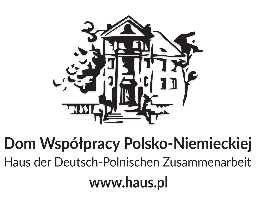 Dom Współpracy Polsko-Niemieckiej
Haus der Deutsch-Polnischen Zusammenarbeit
www.haus.pl